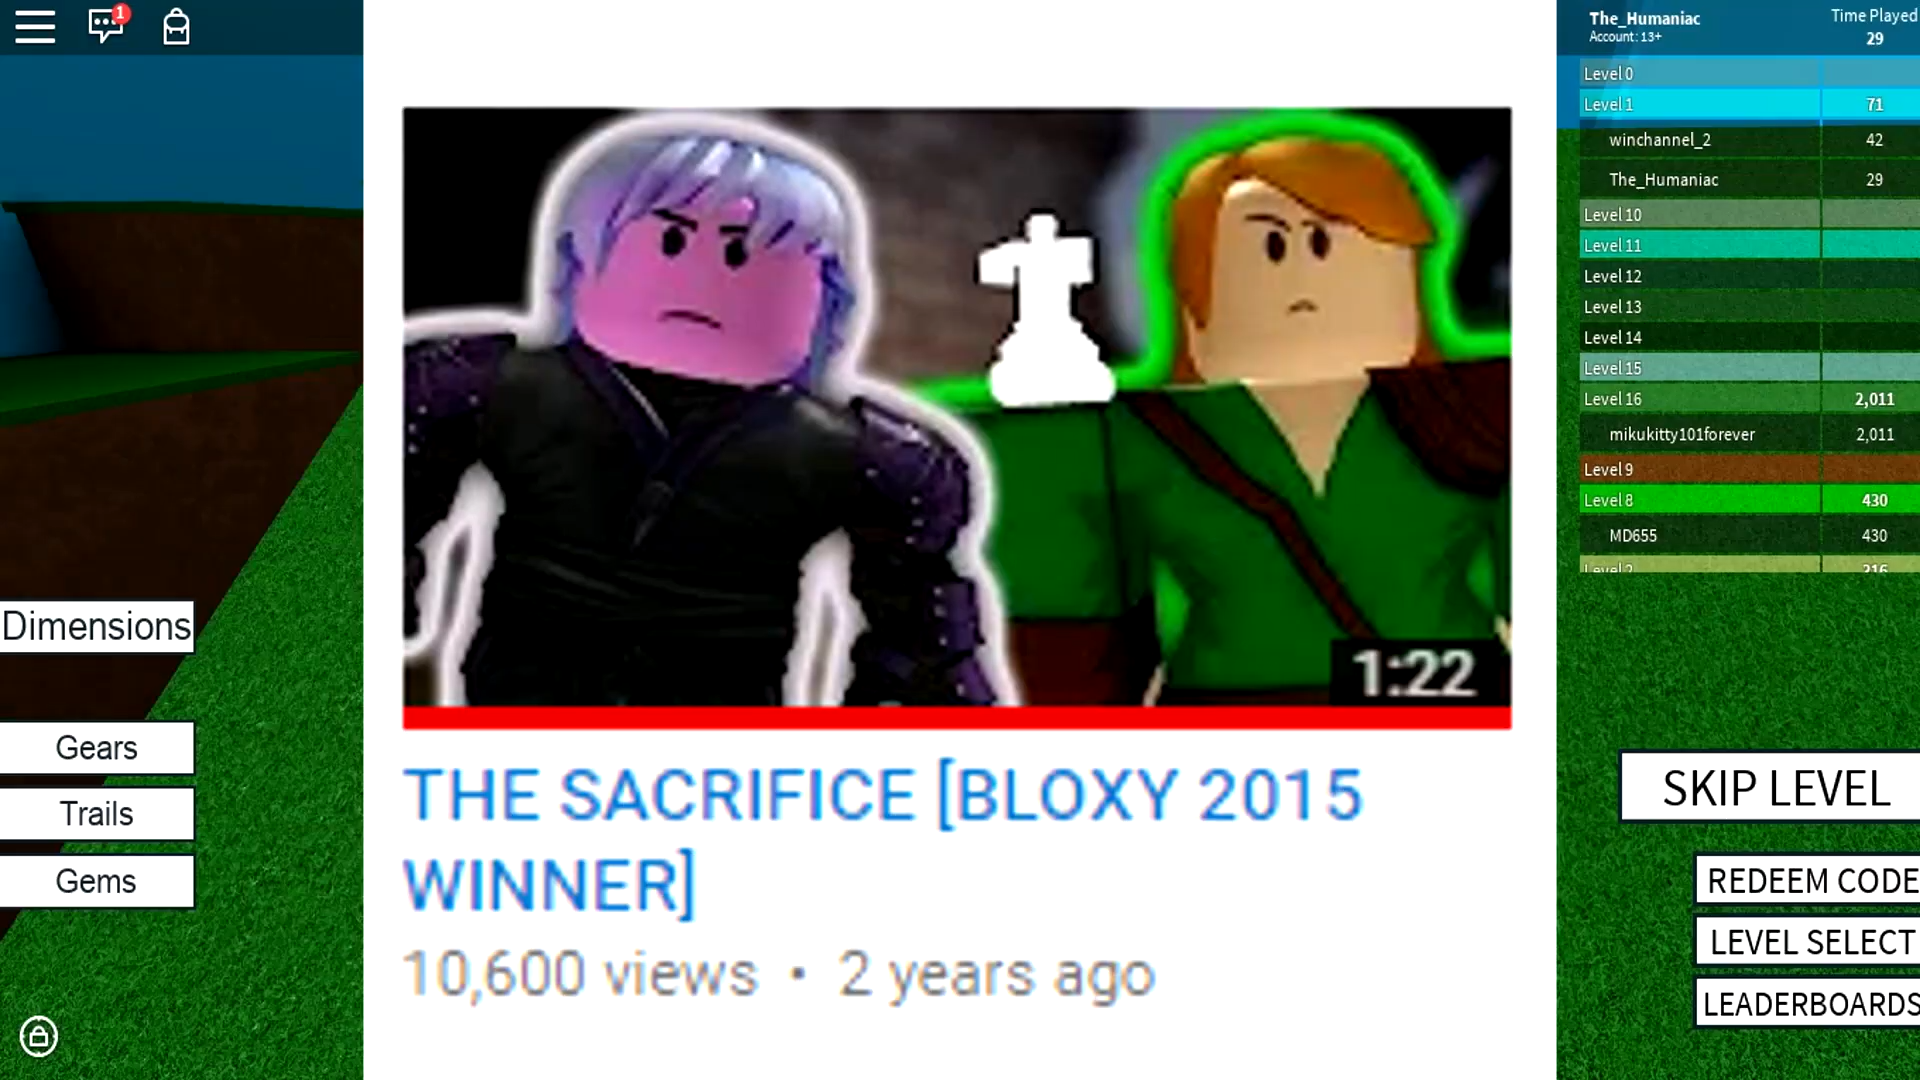 1
The_Humaniac
Account: 13+
Time Played
29
Level 0
Level 1 71
winchannel_2 42
The_Humaniac 29
Level 10
Level 11
Level 12
Level 13
Level 14
Level 15
Level 16 2,011
mikukitty101forever 2,011
Level 9
Level 8 430
MD655 430
Level 2 216
1:22
THE SACRIFICE [BLOXY 2015
WINNER]
10,600 views • 2 years ago
Dimensions
Gears
Trails
Gems
SKIP LEVEL
REDEEM CODE
LEVEL SELECT
LEADERBOARDS